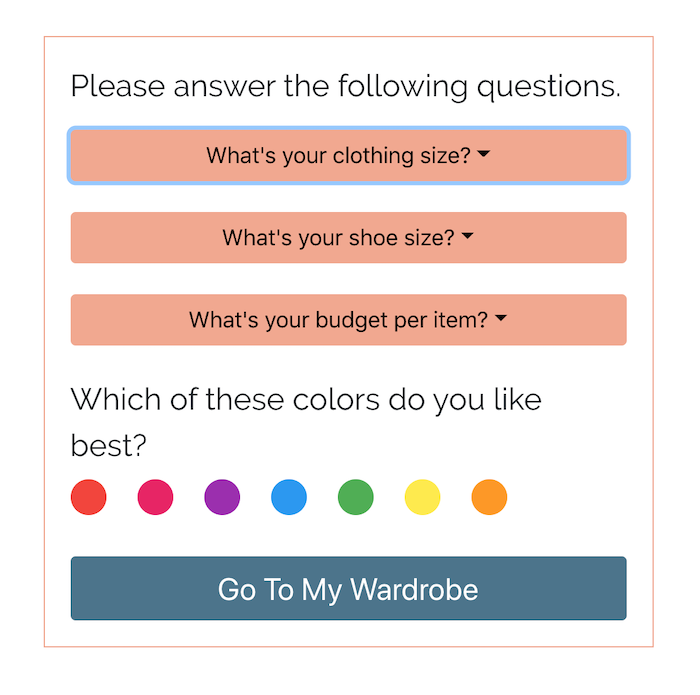 Please answer the following questions.
What's your clothing size?
What's your shoe size?
What's your budget per item?
Which of these colors do you like
best?
Go To My Wardrobe